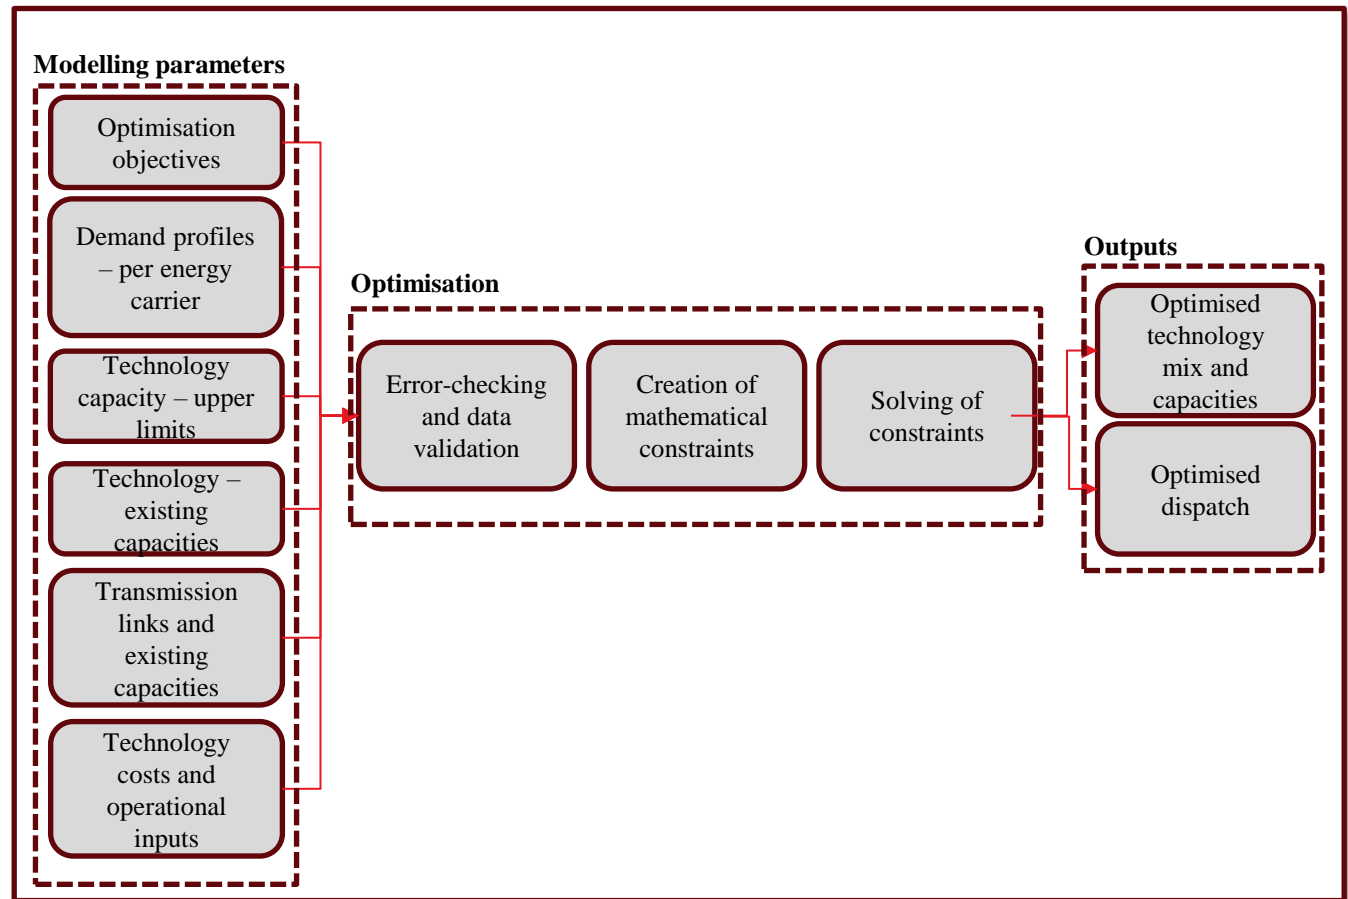 Modelling parameters
Optimisation
objectives
Demand profiles
– per energy
carrier
Technology
capacity – upper
limits
Technology –
existing
capacities
Transmission
links and
existing
capacities
Technology
costs and
operational
inputs
Optimisation
Error-checking
and data
validation
Creation of
mathematical
constraints
Solving of
constraints
Outputs
Optimised
technology
mix and
capacities
Optimised
dispatch